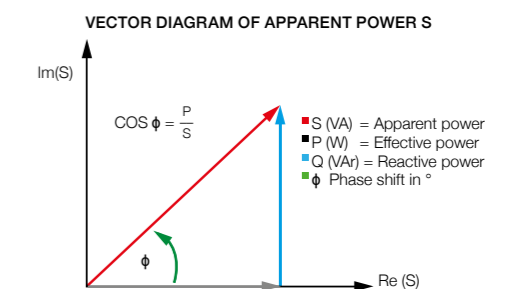 VECTOR DIAGRAM OF APPARENT POWER S
Im(S)
COS ϕ = P/S
S (VA) = Apparent power
P (W) = Effective power
Q (VAr) = Reactive power
ϕ Phase shift in °
ϕ
Re (S)